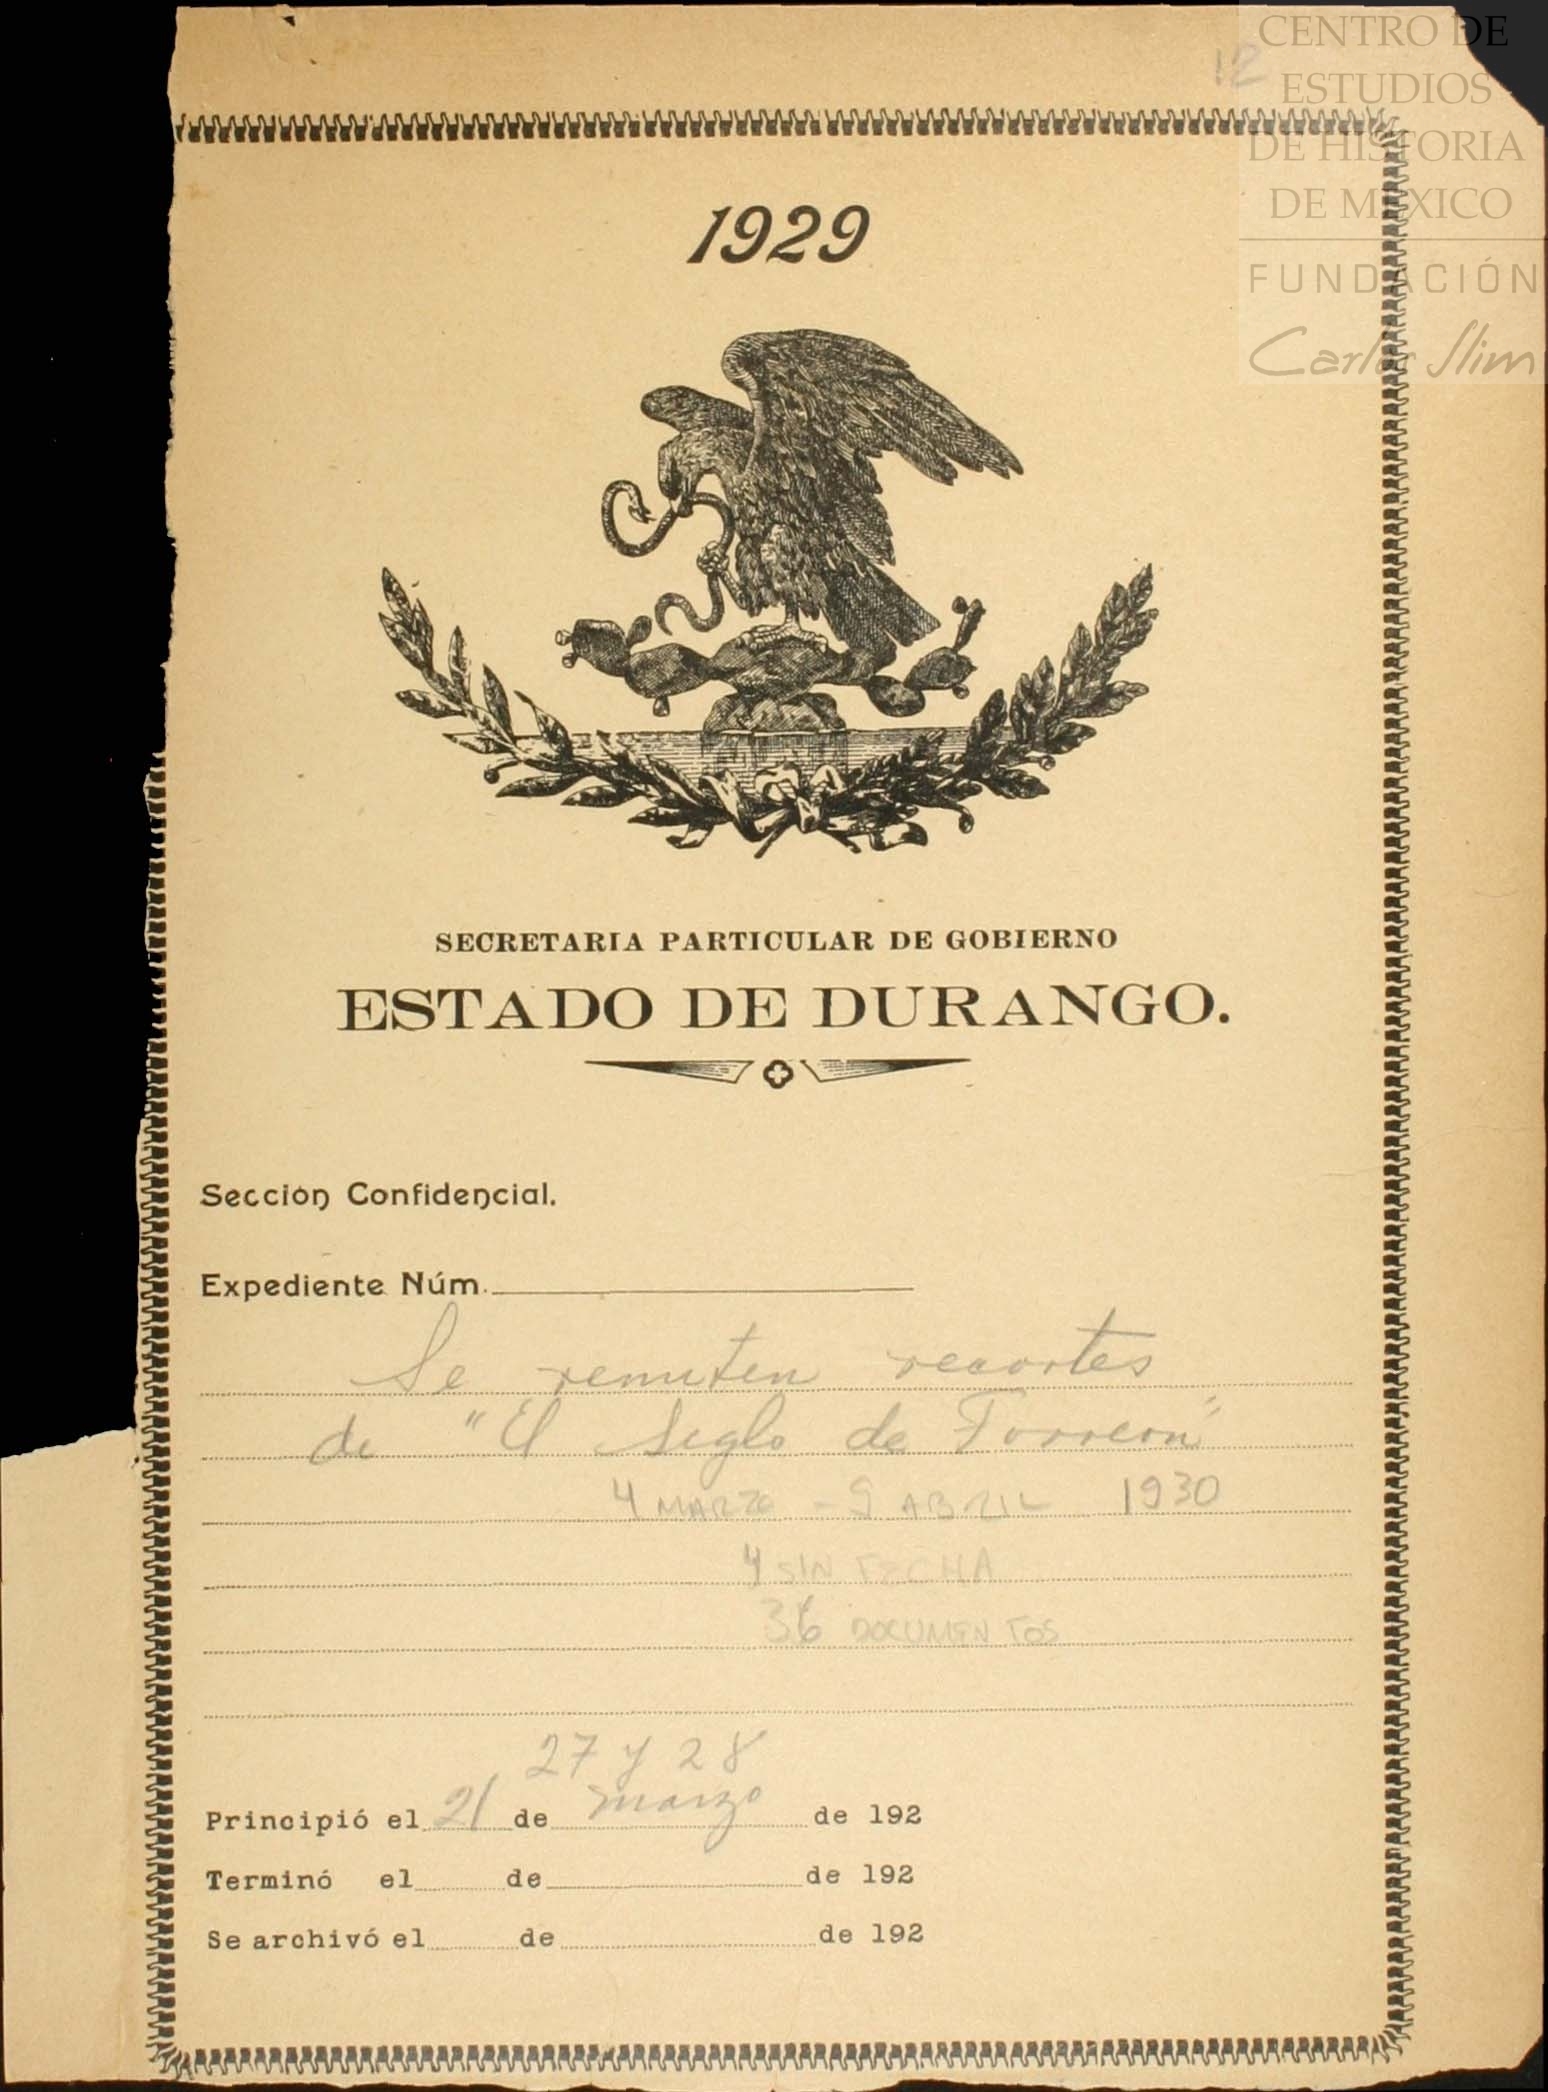 CENTRO DE
ESTUDIOS
DE HISTORIA
DE MEXICO
FUNDACIÓN
Carlos Slim
12
1929
SECRETARIA PARTICULAR DE GOBIERNO
ESTADO DE DURANGO.
Sección Confidencial.
Expediente Núm.
Se remiten recortes
de "El Siglo de Torreon"
4 MARZO - 9 ABRIL 1930
4 SIN FECHA
36 DOCUMENTOS
27 y 28
Principió el 21 de marzo de 192
Terminó el de de 192
Se archivó el de de 192